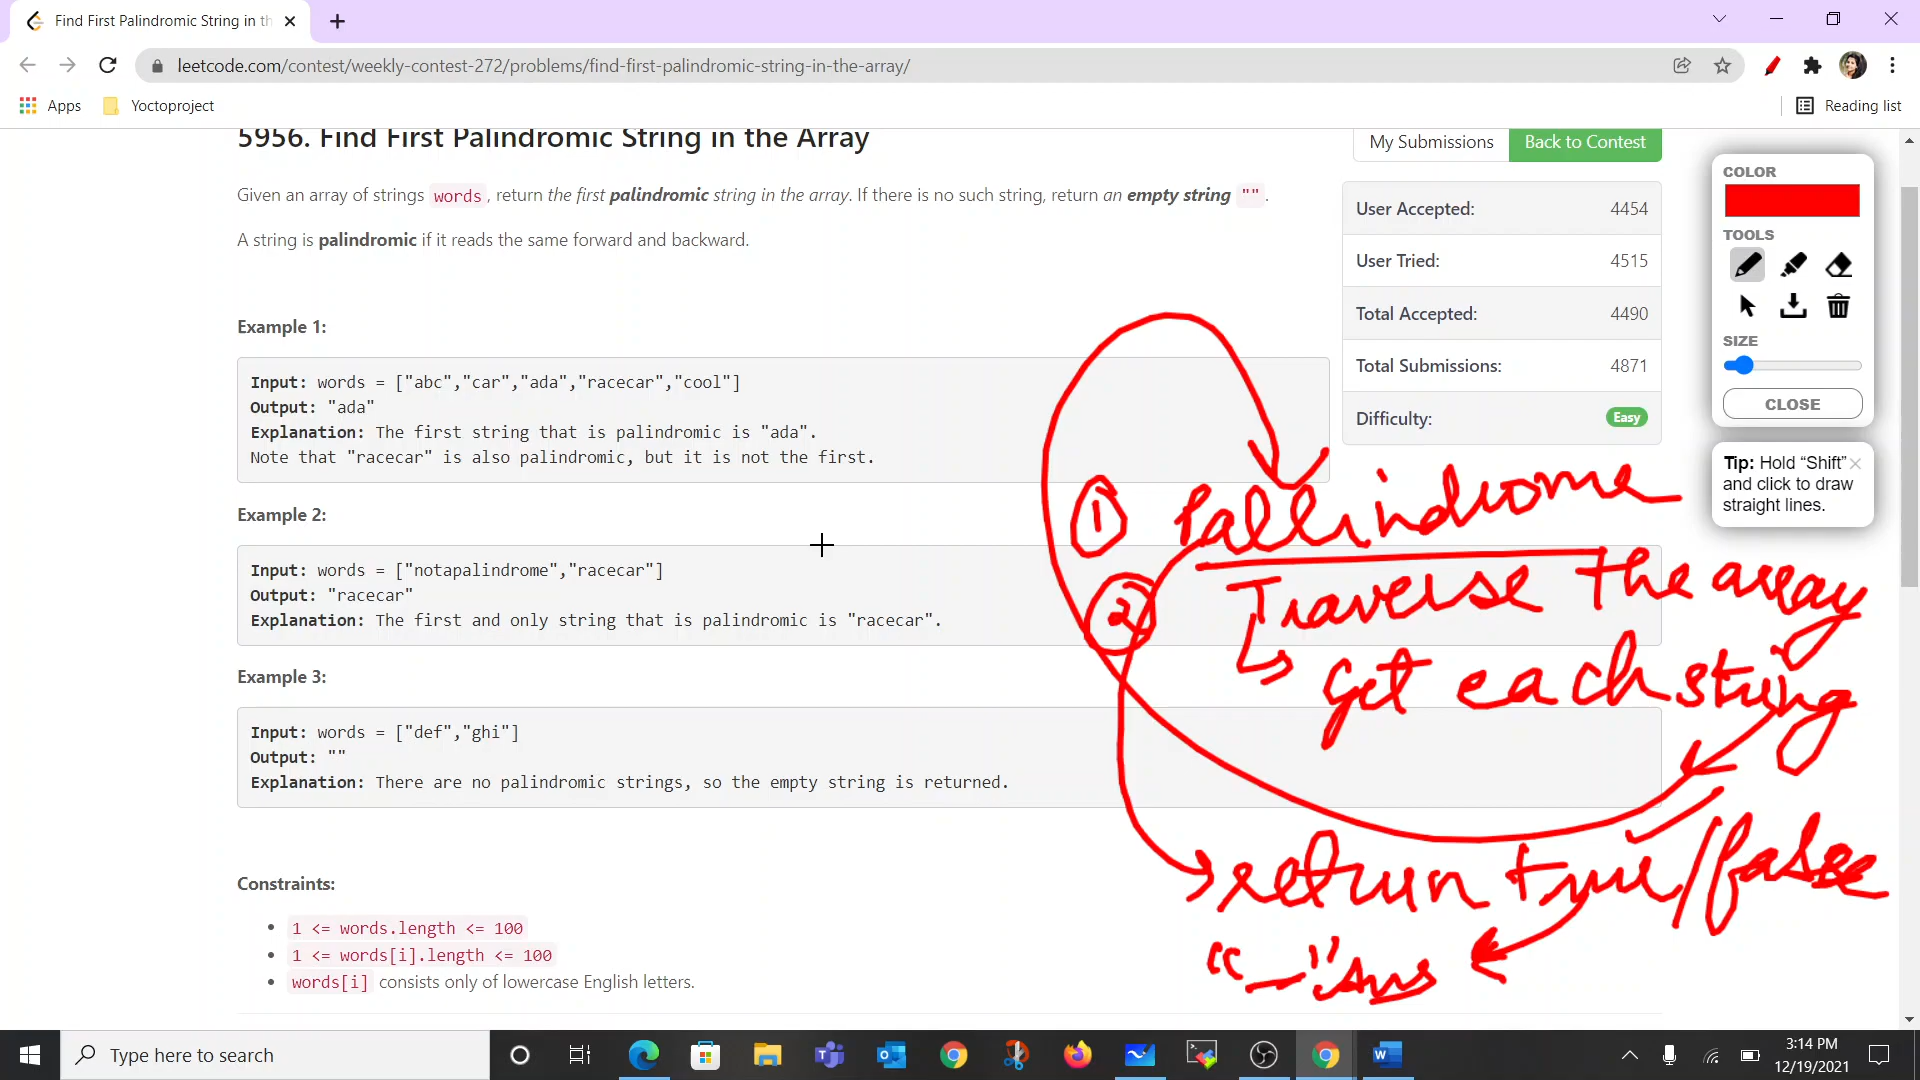 Find First Palindromic String in th
leetcode.com/contest/weekly-contest-272/problems/find-first-palindromic-string-in-the-array/
Apps
Yoctoproject
Reading list
5956. Find First Palindromic String in the Array
My Submissions
Back to Contest
Given an array of strings words, return the first palindromic string in the array. If there is no such string, return an empty string "".
A string is palindromic if it reads the same forward and backward.
User Accepted: 4454
User Tried: 4515
Total Accepted: 4490
Total Submissions: 4871
Difficulty: Easy
COLOR
TOOLS
SIZE
CLOSE
Tip: Hold “Shift”
and click to draw
straight lines.
Example 1:
Input: words = ["abc","car","ada","racecar","cool"]
Output: "ada"
Explanation: The first string that is palindromic is "ada".
Note that "racecar" is also palindromic, but it is not the first.
Example 2:
Input: words = ["notapalindrome","racecar"]
Output: "racecar"
Explanation: The first and only string that is palindromic is "racecar".
Example 3:
Input: words = ["def","ghi"]
Output: ""
Explanation: There are no palindromic strings, so the empty string is returned.
Constraints:
1 <= words.length <= 100
1 <= words[i].length <= 100
words[i] consists only of lowercase English letters.
1 Pallindrome
2 Traverse the array
get each string
return true/false
"_" Ans
Type here to search
3:14 PM
12/19/2021